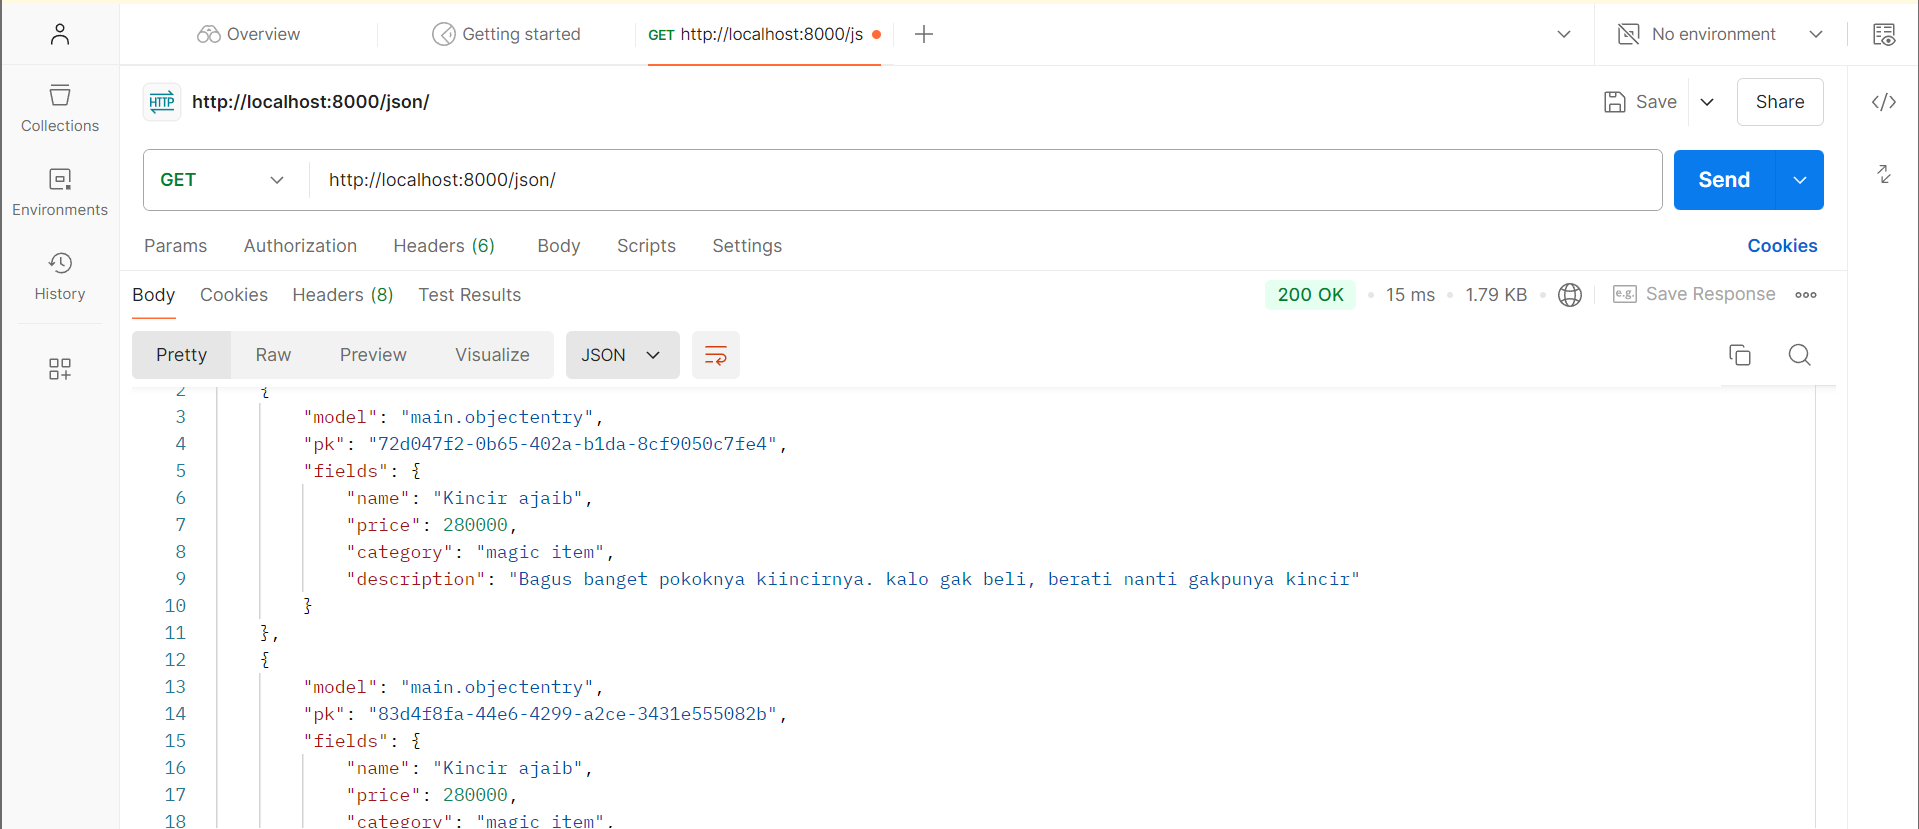 Overview
Getting started
GET http://localhost:8000/js
No environment
Collections
Environments
History
HTTP http://localhost:8000/json/
Save
Share
GET
http://localhost:8000/json/
Send
Params Authorization Headers (6) Body Scripts Settings
Cookies
Body Cookies Headers (8) Test Results
200 OK • 15 ms • 1.79 KB •
e.g. Save Response
Pretty Raw Preview Visualize
JSON
2 {
3 "model": "main.objectentry",
4 "pk": "72d047f2-0b65-402a-b1da-8cf9050c7fe4",
5 "fields": {
6 "name": "Kincir ajaib",
7 "price": 280000,
8 "category": "magic item",
9 "description": "Bagus banget pokoknya kiincirnya. kalo gak beli, berati nanti gakpunya kincir"
10 }
11 },
12 {
13 "model": "main.objectentry",
14 "pk": "83d4f8fa-44e6-4299-a2ce-3431e555082b",
15 "fields": {
16 "name": "Kincir ajaib",
17 "price": 280000,
18 "category": "magic item",